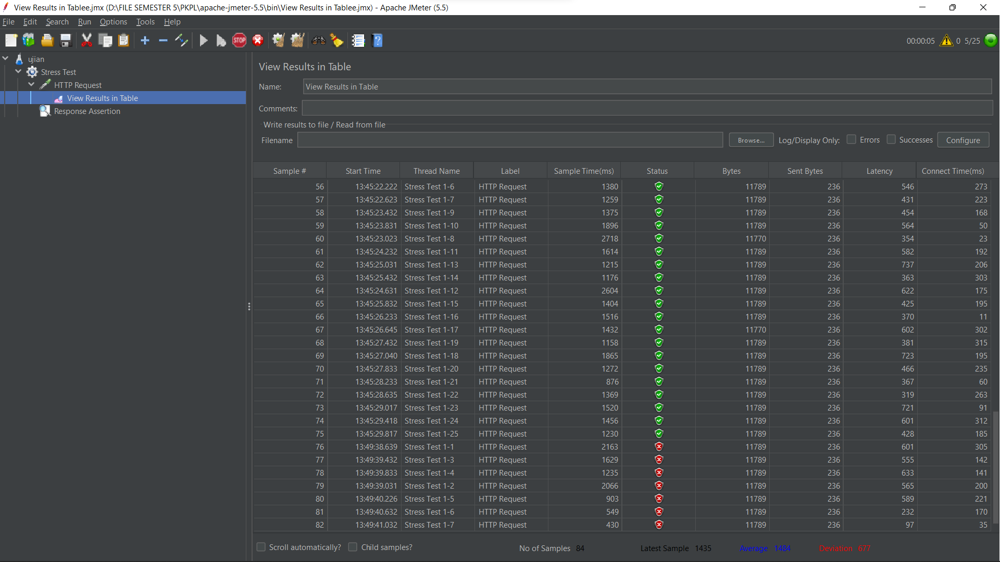 View Results in Tablee.jmx (D:\FILE SEMESTER 5\PKPL\apache-jmeter-5.5\bin\View Results in Tablee.jmx) - Apache JMeter (5.5)
File Edit Search Run Options Tools Help
STOP 00:00:05 0 5/25
ujian
Stress Test
HTTP Request
View Results in Table
Response Assertion
View Results in Table
Name: View Results in Table
Comments:
Write results to file / Read from file
Filename Browse... Log/Display Only: Errors Successes Configure
Sample # Start Time Thread Name Label Sample Time(ms) Status Bytes Sent Bytes Latency Connect Time(ms)
56 13:45:22.222 Stress Test 1-6 HTTP Request 1380 11789 236 546 273
57 13:45:22.623 Stress Test 1-7 HTTP Request 1259 11789 236 431 223
58 13:45:23.432 Stress Test 1-9 HTTP Request 1375 11789 236 454 168
59 13:45:23.831 Stress Test 1-10 HTTP Request 1896 11789 236 564 50
60 13:45:23.023 Stress Test 1-8 HTTP Request 2718 11770 236 354 23
61 13:45:24.232 Stress Test 1-11 HTTP Request 1614 11789 236 582 192
62 13:45:25.031 Stress Test 1-13 HTTP Request 1215 11789 236 737 206
63 13:45:25.432 Stress Test 1-14 HTTP Request 1176 11789 236 363 303
64 13:45:24.631 Stress Test 1-12 HTTP Request 2604 11789 236 622 175
65 13:45:25.832 Stress Test 1-15 HTTP Request 1404 11789 236 425 195
66 13:45:26.233 Stress Test 1-16 HTTP Request 1516 11789 236 370 11
67 13:45:26.645 Stress Test 1-17 HTTP Request 1432 11770 236 602 302
68 13:45:27.432 Stress Test 1-19 HTTP Request 1158 11789 236 381 315
69 13:45:27.040 Stress Test 1-18 HTTP Request 1865 11789 236 723 195
70 13:45:27.833 Stress Test 1-20 HTTP Request 1272 11789 236 466 235
71 13:45:28.233 Stress Test 1-21 HTTP Request 876 11789 236 367 60
72 13:45:28.635 Stress Test 1-22 HTTP Request 1369 11789 236 319 263
73 13:45:29.017 Stress Test 1-23 HTTP Request 1520 11789 236 721 91
74 13:45:29.418 Stress Test 1-24 HTTP Request 1456 11789 236 601 312
75 13:45:29.817 Stress Test 1-25 HTTP Request 1230 11789 236 428 185
76 13:49:38.639 Stress Test 1-1 HTTP Request 2163 11789 236 601 305
77 13:49:39.432 Stress Test 1-3 HTTP Request 1629 11789 236 555 142
78 13:49:39.833 Stress Test 1-4 HTTP Request 1235 11789 236 633 141
79 13:49:39.031 Stress Test 1-2 HTTP Request 2066 11789 236 565 200
80 13:49:40.226 Stress Test 1-5 HTTP Request 903 11789 236 589 221
81 13:49:40.632 Stress Test 1-6 HTTP Request 549 11789 236 232 170
82 13:49:41.032 Stress Test 1-7 HTTP Request 430 11789 236 97 35
Scroll automatically? Child samples? No of Samples 84 Latest Sample 1435 Average 1484 Deviation 677